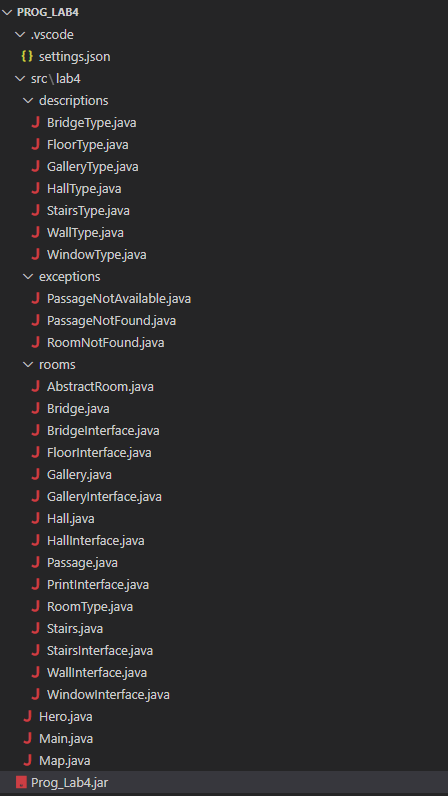 PROG_LAB4
.vscode
{} settings.json
src\lab4
descriptions
J BridgeType.java
J FloorType.java
J GalleryType.java
J HallType.java
J StairsType.java
J WallType.java
J WindowType.java
exceptions
J PassageNotAvailable.java
J PassageNotFound.java
J RoomNotFound.java
rooms
J AbstractRoom.java
J Bridge.java
J BridgeInterface.java
J FloorInterface.java
J Gallery.java
J GalleryInterface.java
J Hall.java
J HallInterface.java
J Passage.java
J PrintInterface.java
J RoomType.java
J Stairs.java
J StairsInterface.java
J WallInterface.java
J WindowInterface.java
J Hero.java
J Main.java
J Map.java
Prog_Lab4.jar